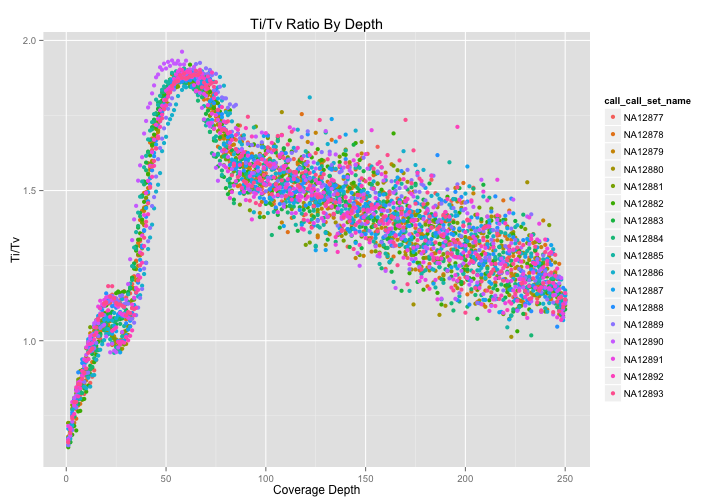 Ti/Tv Ratio By Depth
2.0
1.5
1.0
Ti/Tv
0
50
100
150
200
250
Coverage Depth
call_call_set_name
NA12877
NA12878
NA12879
NA12880
NA12881
NA12882
NA12883
NA12884
NA12885
NA12886
NA12887
NA12888
NA12889
NA12890
NA12891
NA12892
NA12893